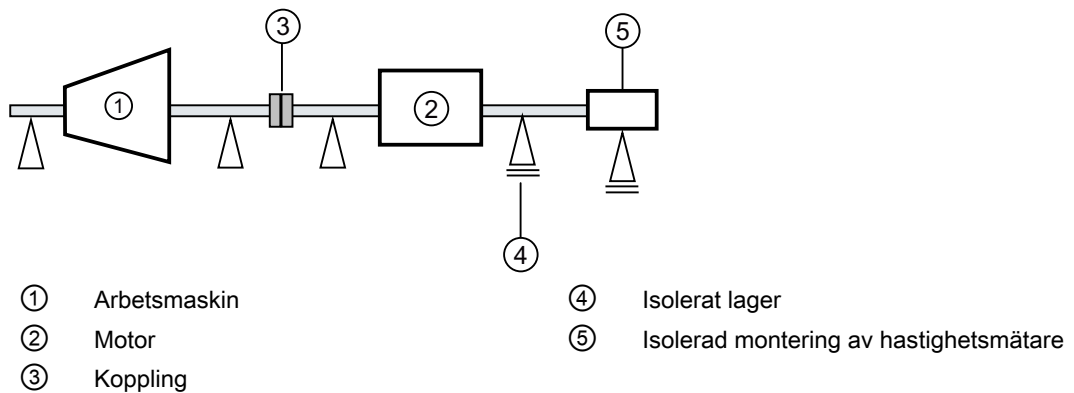 ③
⑤
①
②
④
① Arbetsmaskin
② Motor
③ Koppling
④ Isolerat lager
⑤ Isolerad montering av hastighetsmätare